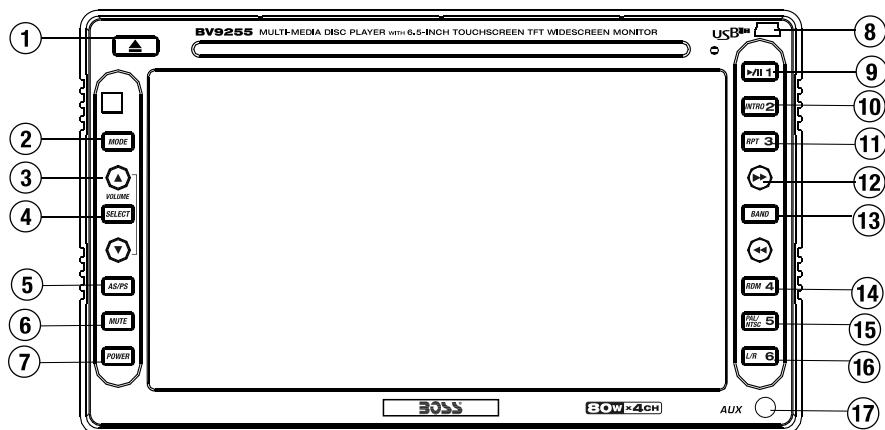 BV9255 MULTI-MEDIA DISC PLAYER WITH 6.5-INCH TOUCHSCREEN TFT WIDESCREEN MONITOR
USB
1
2
MODE
3
VOLUME
4
SELECT
5
AS/PS
6
MUTE
7
POWER
8
1
9
INTRO 2
10
RPT 3
11
12
BAND
13
RDM 4
14
PAL/NTSC 5
15
L/R 6
16
BOSS
80W×4CH
AUX
17